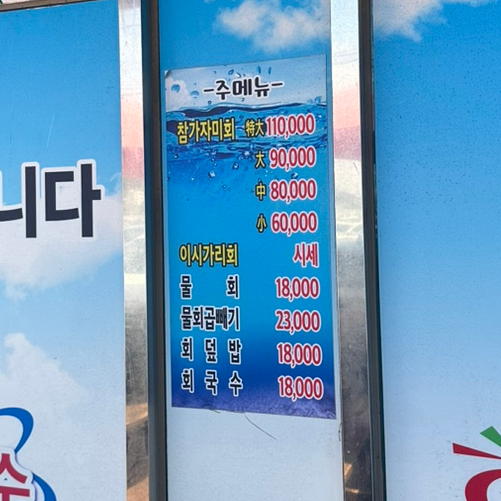 -주메뉴-
참가자미회 特大 110,000
大 90,000
中 80,000
小 60,000
이시가리회 시세
물 회 18,000
물회곱빼기 23,000
회 덮 밥 18,000
회 국 수 18,000
니다
수